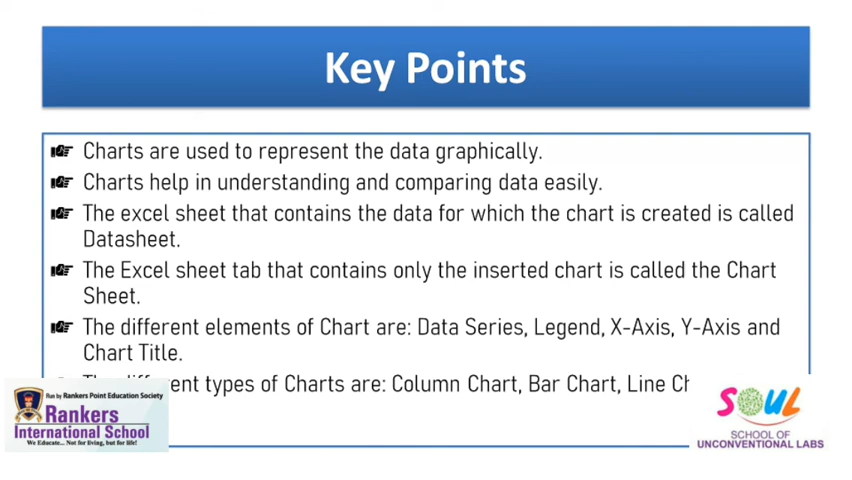 Key Points
Charts are used to represent the data graphically.
Charts help in understanding and comparing data easily.
The excel sheet that contains the data for which the chart is created is called
Datasheet.
The Excel sheet tab that contains only the inserted chart is called the Chart
Sheet.
The different elements of Chart are: Data Series, Legend, X-Axis, Y-Axis and
Chart Title.
types of Charts are: Column Chart, Bar Chart, Line
Run by Rankers Point Education Society
Rankers
International School
We Educate... Not for living, but for life!
SOUL
SCHOOL OF
UNCONVENTIONAL LABS